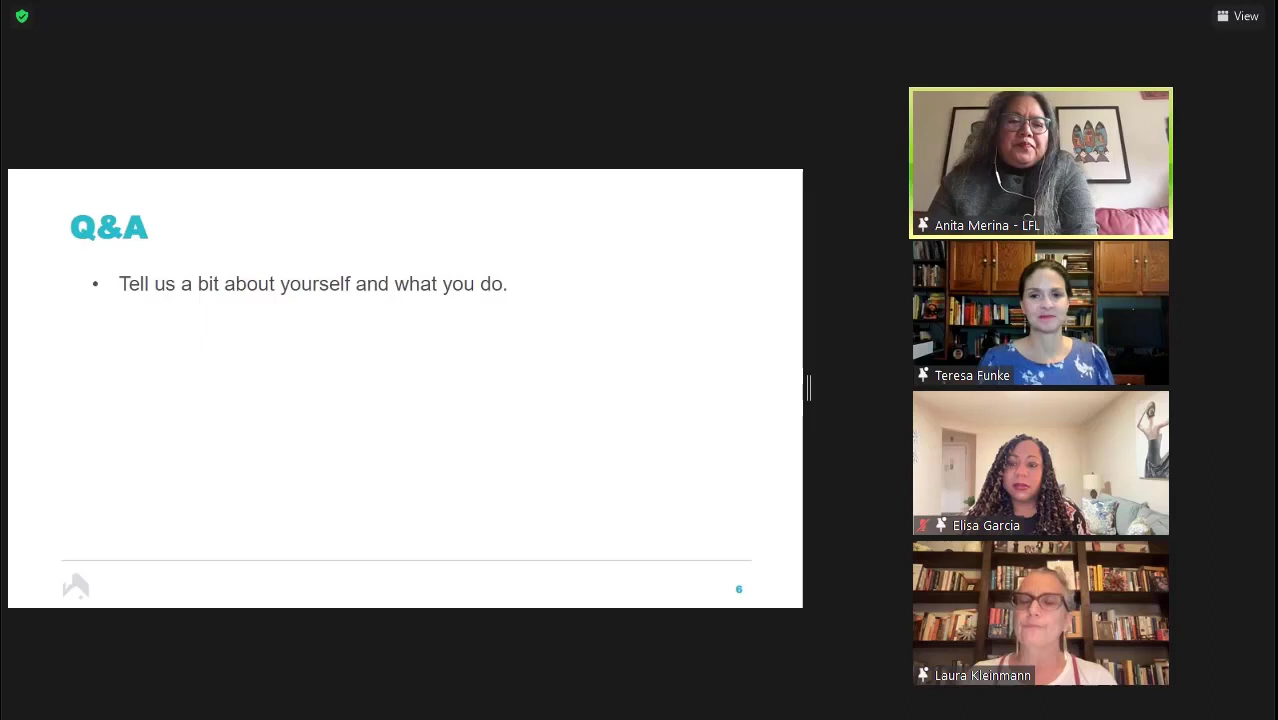 View
Q&A
• Tell us a bit about yourself and what you do.
6
Anita Merina - LFL
Teresa Funke
Elisa Garcia
Laura Kleinmann